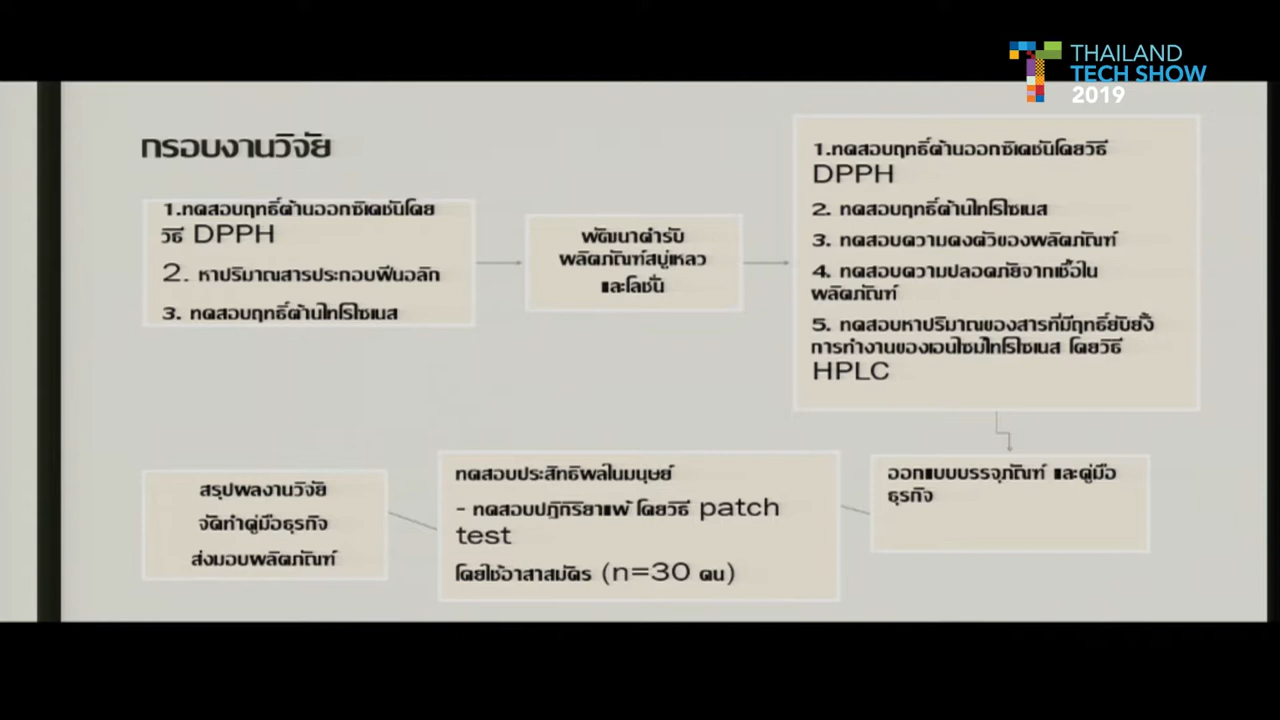 THAILAND
TECH SHOW
2019
กรอบงานวิจัย
1.ทดสอบฤทธิ์ต้านออกซิเดชันโดย
วิธี DPPH
2. หาปริมาณสารประกอบฟีนอลิก
3. ทดสอบฤทธิ์ต้านไทโรไซเนส
พัฒนาตำรับ
ผลิตภัณฑ์สบู่เหลว
และโลชั่น
1.ทดสอบฤทธิ์ต้านออกซิเดชันโดยวิธี
DPPH
2. ทดสอบฤทธิ์ต้านไทโรไซเนส
3. ทดสอบความคงตัวของผลิตภัณฑ์
4. ทดสอบความปลอดภัยจากเชื้อใน
ผลิตภัณฑ์
5. ทดสอบหาปริมาณของสารที่มีฤทธิ์ยับยั้ง
การทำงานของเอนไซม์ไทโรไซเนส โดยวิธี
HPLC
ออกแบบบรรจุภัณฑ์ และคู่มือ
ธุรกิจ
ทดสอบประสิทธิพลในมนุษย์
- ทดสอบปฏิกิริยาแพ้ โดยวิธี patch
test
โดยใช้อาสาสมัคร (n=30 คน)
สรุปผลงานวิจัย
จัดทำคู่มือธุรกิจ
ส่งมอบผลิตภัณฑ์